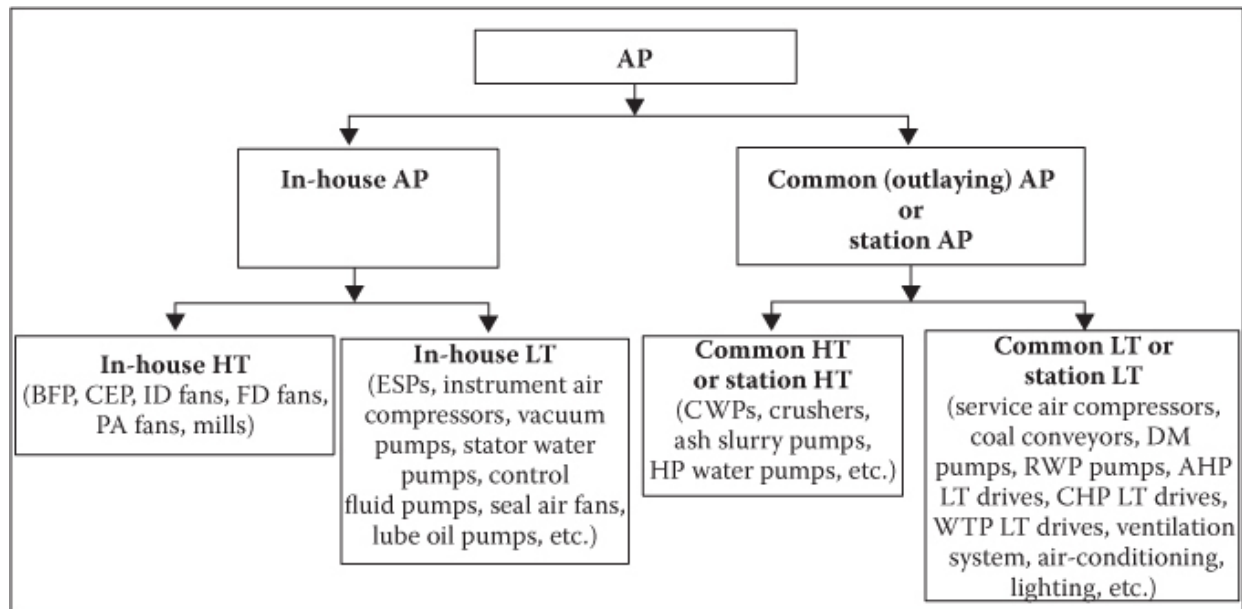 AP
In-house AP
Common (outlaying) AP
or
station AP
In-house HT
(BFP, CEP, ID fans, FD fans,
PA fans, mills)
In-house LT
(ESPs, instrument air
compressors, vacuum
pumps, stator water
pumps, control
fluid pumps, seal air fans,
lube oil pumps, etc.)
Common HT
or station HT
(CWPs, crushers,
ash slurry pumps,
HP water pumps, etc.)
Common LT or
station LT
(service air compressors,
coal conveyors, DM
pumps, RWP pumps, AHP
LT drives, CHP LT drives,
WTP LT drives, ventilation
system, air-conditioning,
lighting, etc.)